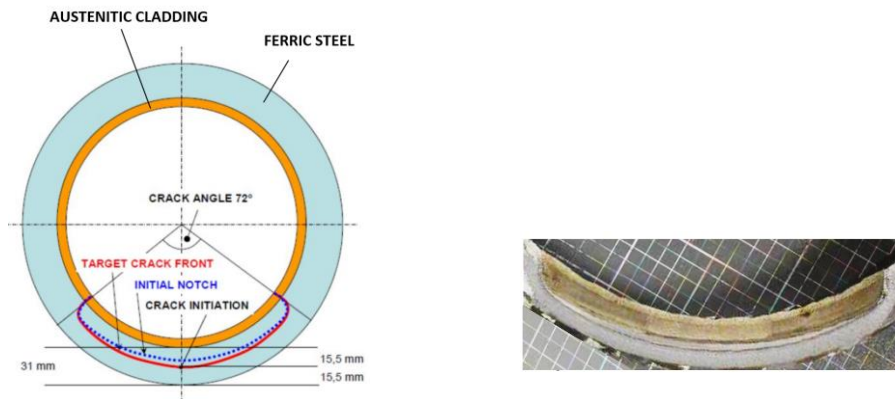 AUSTENITIC CLADDING
FERRIC STEEL
CRACK ANGLE 72°
TARGET CRACK FRONT
INITIAL NOTCH
CRACK INITIATION
31 mm
15,5 mm
15,5 mm